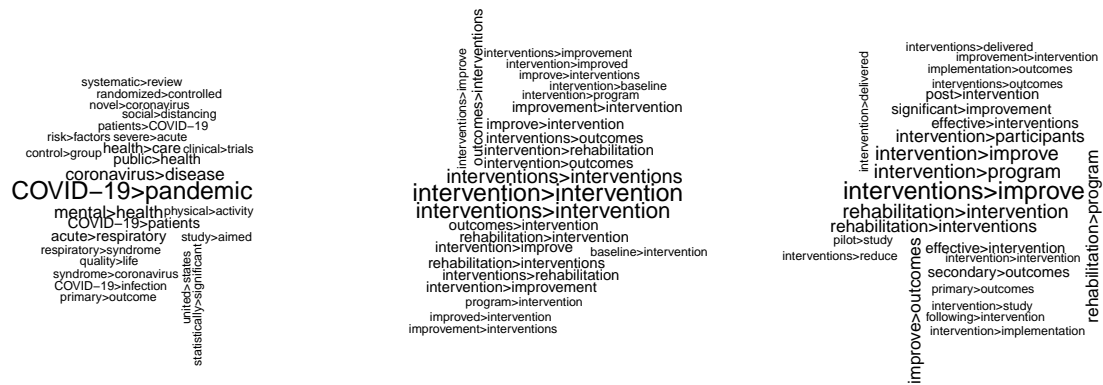 systematic>review
randomized>controlled
novel>coronavirus
social>distancing
patients>COVID−19
risk>factors severe>acute
control>group health>care clinical>trials
public>health
coronavirus>disease
COVID−19>pandemic
mental>health physical>activity
COVID−19>patients
acute>respiratory study>aimed
respiratory>syndrome
quality>life
syndrome>coronavirus
COVID−19>infection
primary>outcome
united>states
statistically>significant
interventions>improve
outcomes>interventions
interventions>improvement
intervention>improved
improve>interventions
intervention>baseline
intervention>program
improvement>intervention
improve>intervention
interventions>outcomes
intervention>rehabilitation
intervention>outcomes
intervention>interventions
intervention>intervention
interventions>intervention
outcomes>intervention
rehabilitation>intervention
intervention>improve baseline>intervention
rehabilitation>interventions
interventions>rehabilitation
intervention>improvement
program>intervention
improved>intervention
improvement>interventions
interventions>delivered
interventions>delivered
improvement>intervention
implementation>outcomes
interventions>outcomes
post>intervention
significant>improvement
effective>interventions
intervention>participants
intervention>improve
intervention>program
interventions>improve
rehabilitation>program
rehabilitation>intervention
rehabilitation>interventions
pilot>study
interventions>reduce
improve>outcomes
effective>intervention
intervention>intervention
secondary>outcomes
primary>outcomes
intervention>study
following>intervention
intervention>implementation